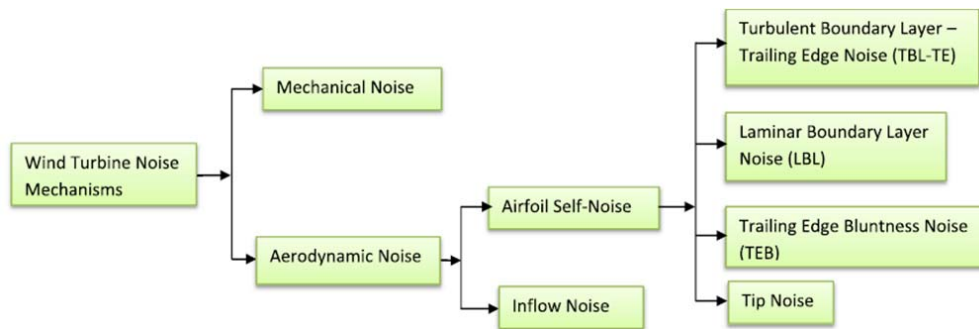 Wind Turbine Noise
Mechanisms
Mechanical Noise
Aerodynamic Noise
Airfoil Self-Noise
Inflow Noise
Turbulent Boundary Layer –
Trailing Edge Noise (TBL-TE)
Laminar Boundary Layer
Noise (LBL)
Trailing Edge Bluntness Noise
(TEB)
Tip Noise